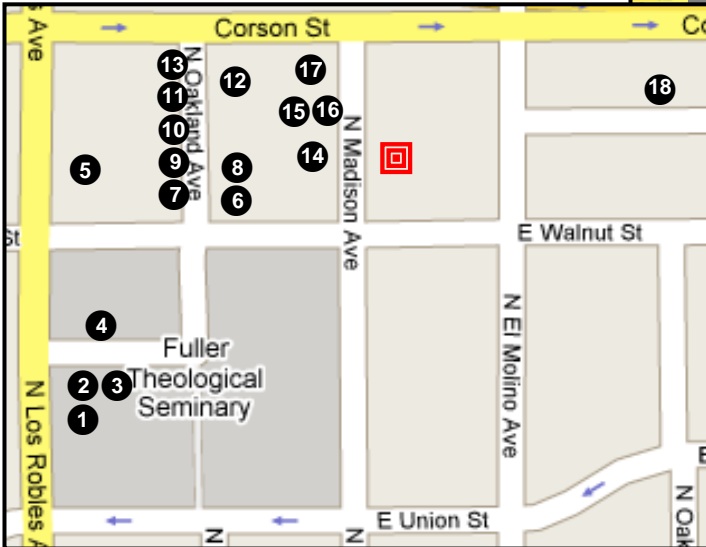 s Ave
Corson St
Co
13
N Oakland Ave
12
17
18
11
15
16
10
N Madison Ave
14
5
9
8
7
6
St
E Walnut St
4
N El Molino Ave
Fuller
Theological
Seminary
2
3
1
N Los Robles A
E Union St
N
N
N Oak
E